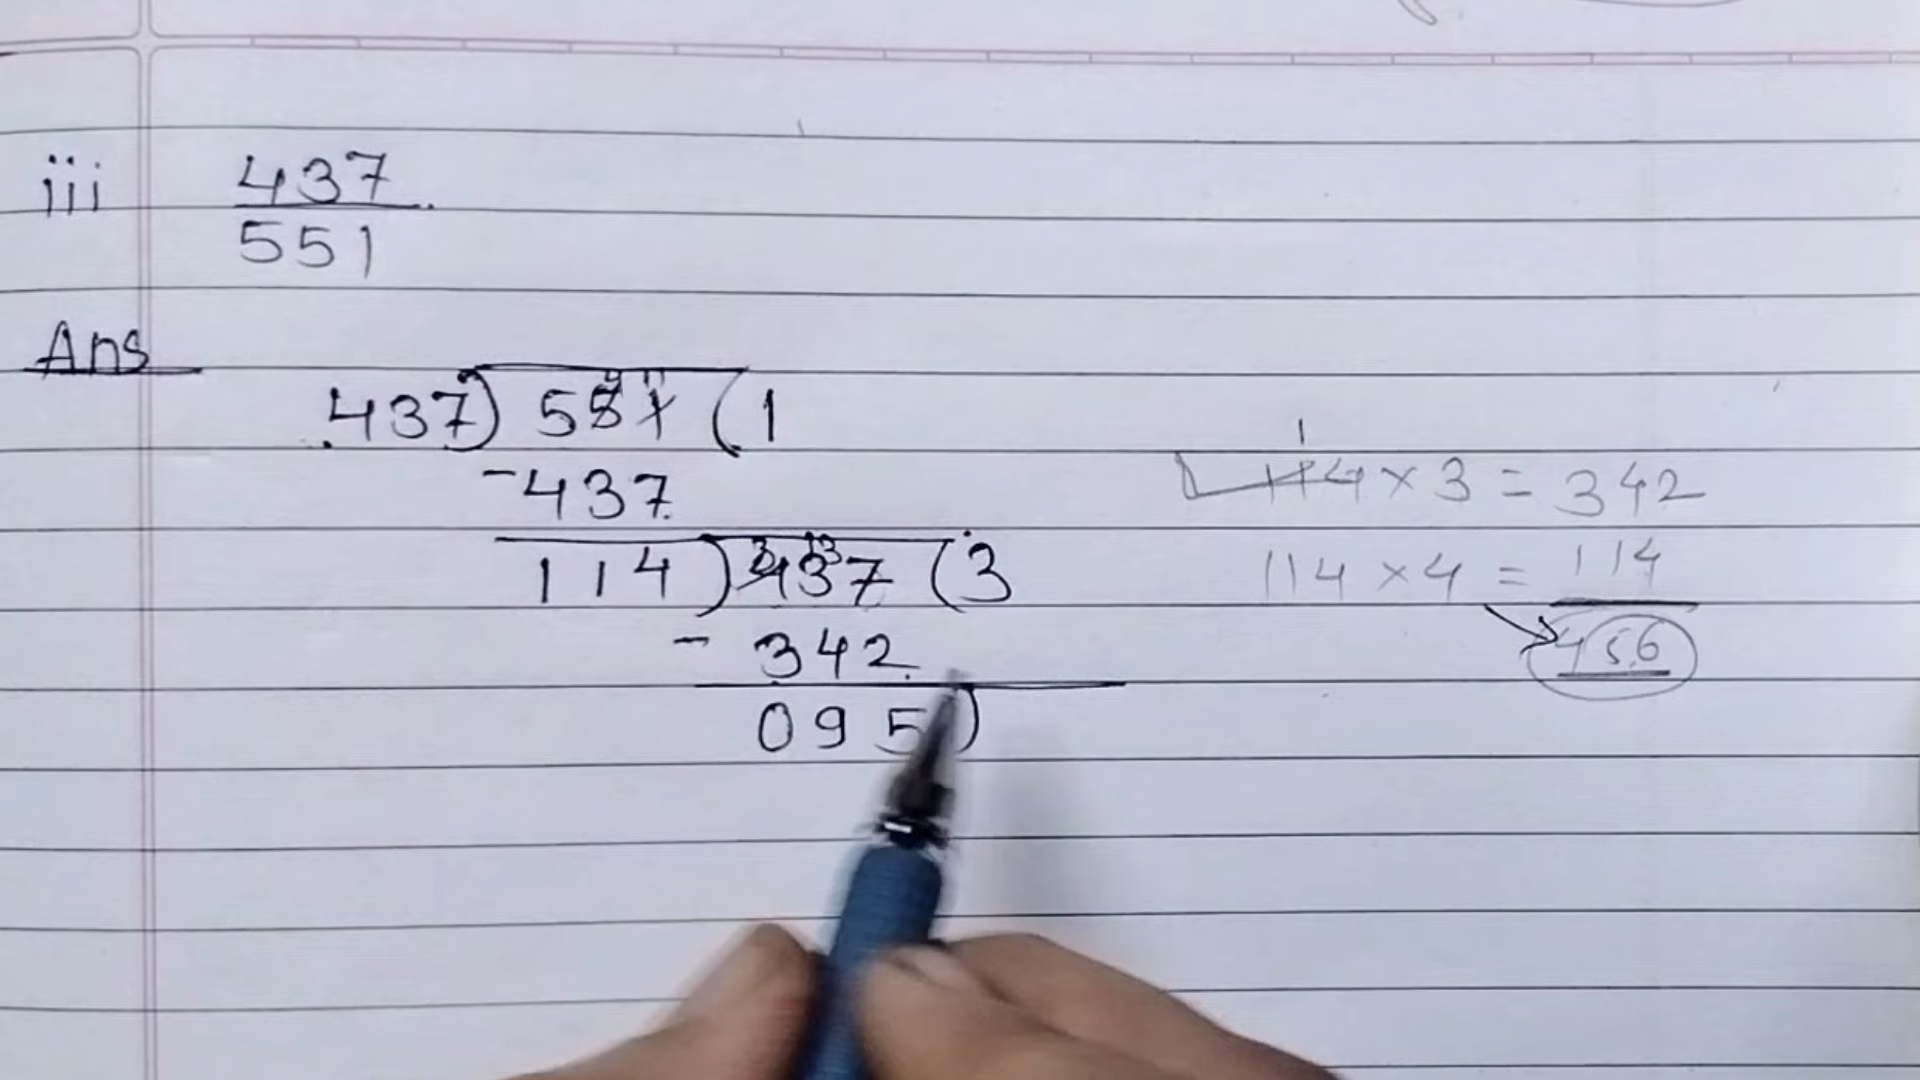 iii 437
551
Ans
437) 551 (1
-437
114) 437 (3
- 342
095)
1
114 × 3 = 342
114 × 4 = 114
456